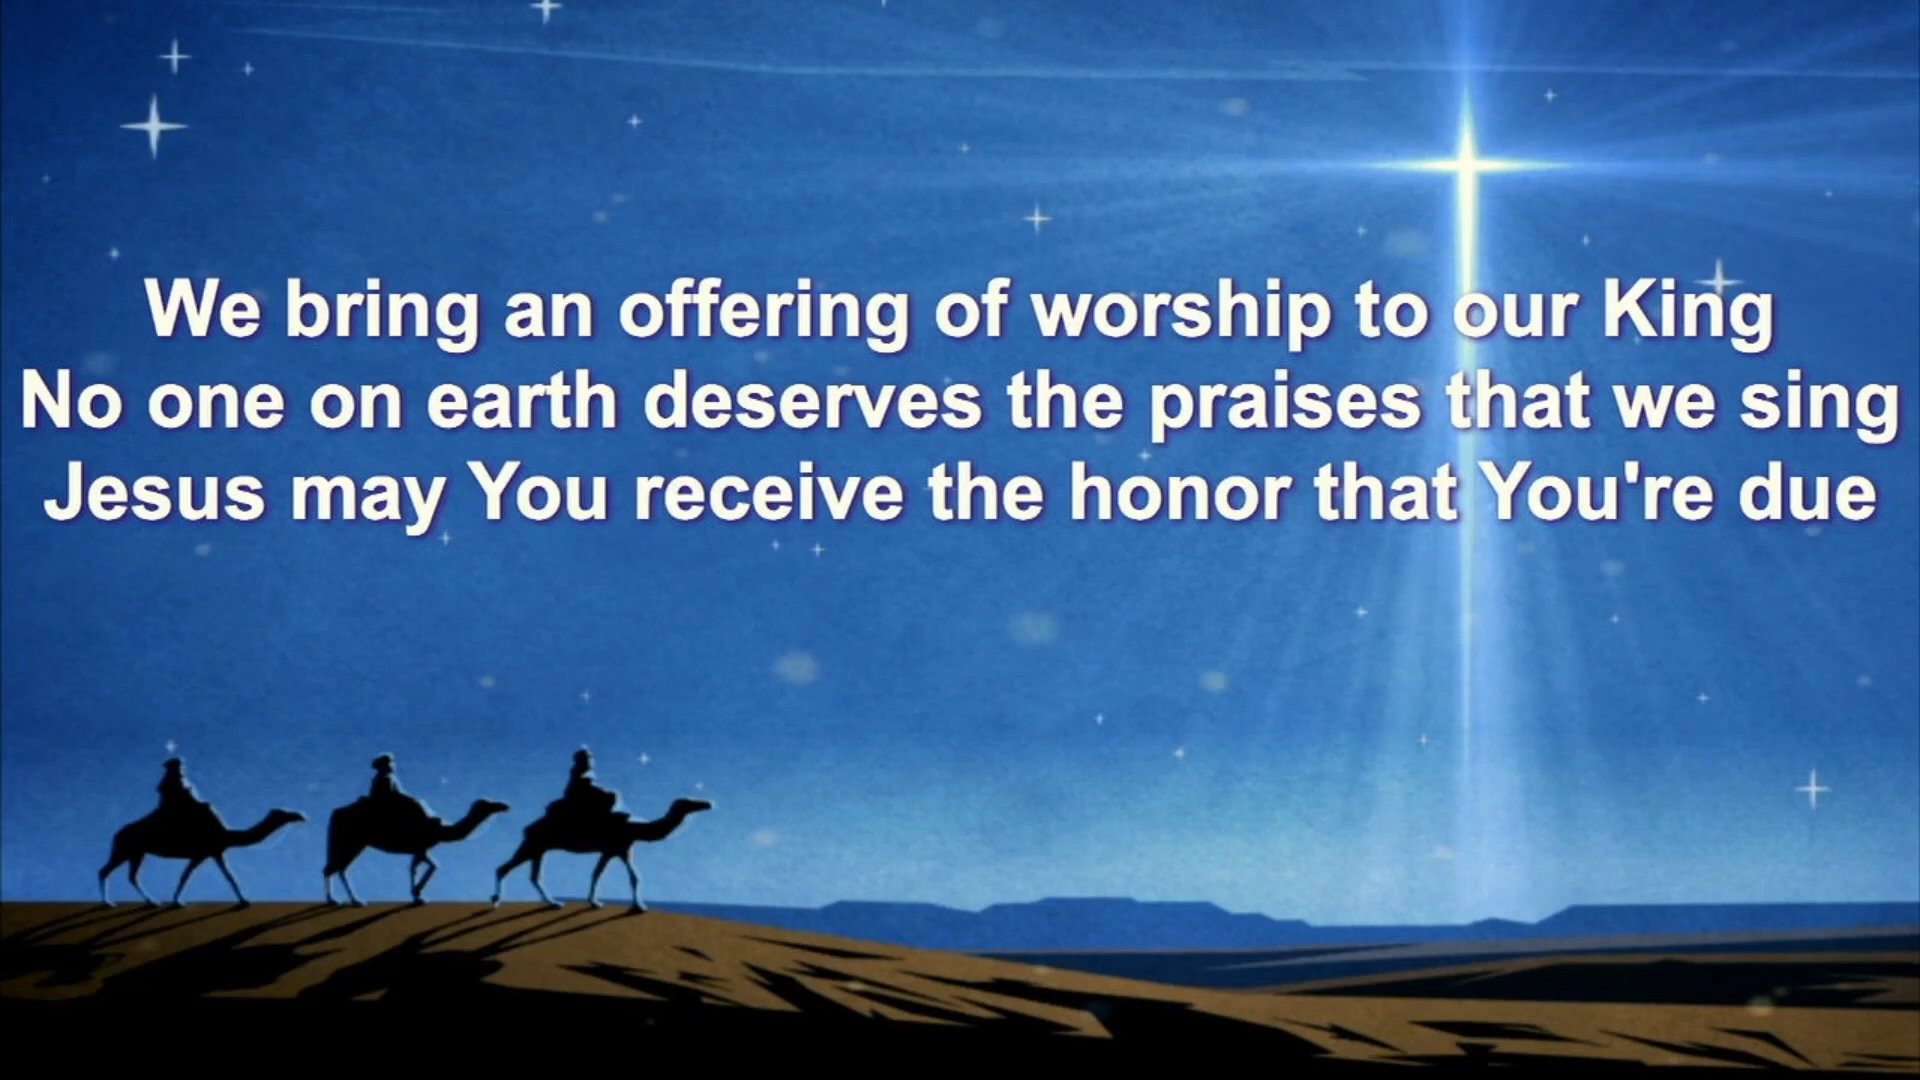 We bring an offering of worship to our King
No one on earth deserves the praises that we sing
Jesus may You receive the honor that You're due